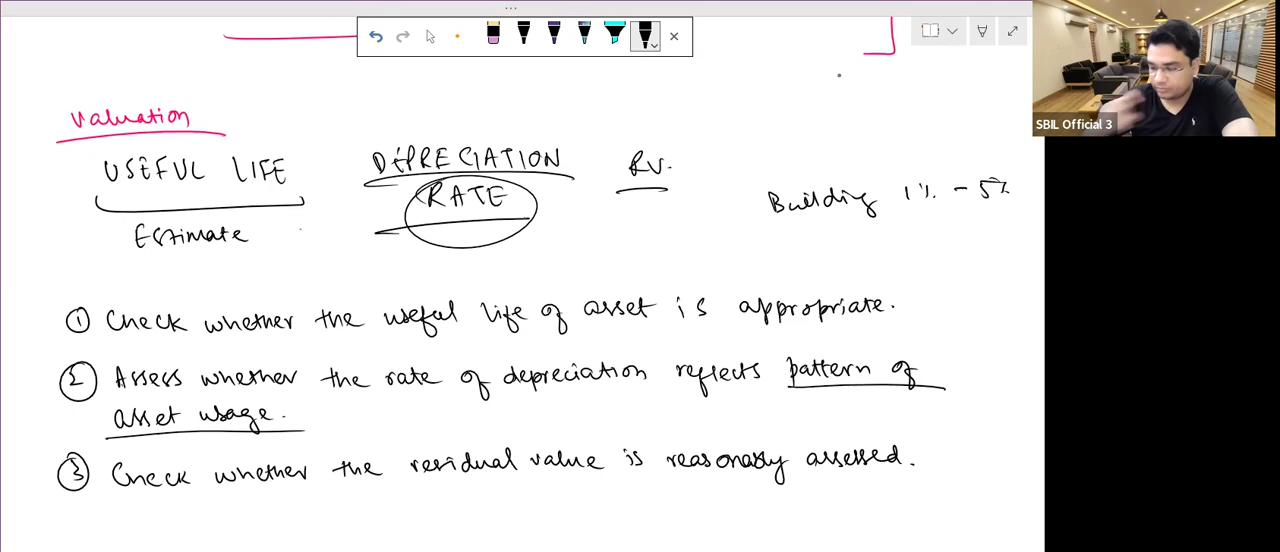 SBIL Official 3
Valuation
USEFUL LIFE DEPRECIATION RV.
RATE
Building 1% - 5%
Estimate
① Check whether the useful life of asset is appropriate.
② Assess whether the rate of depreciation reflects pattern of
asset usage.
③ Check whether the residual value is reasonably assessed.